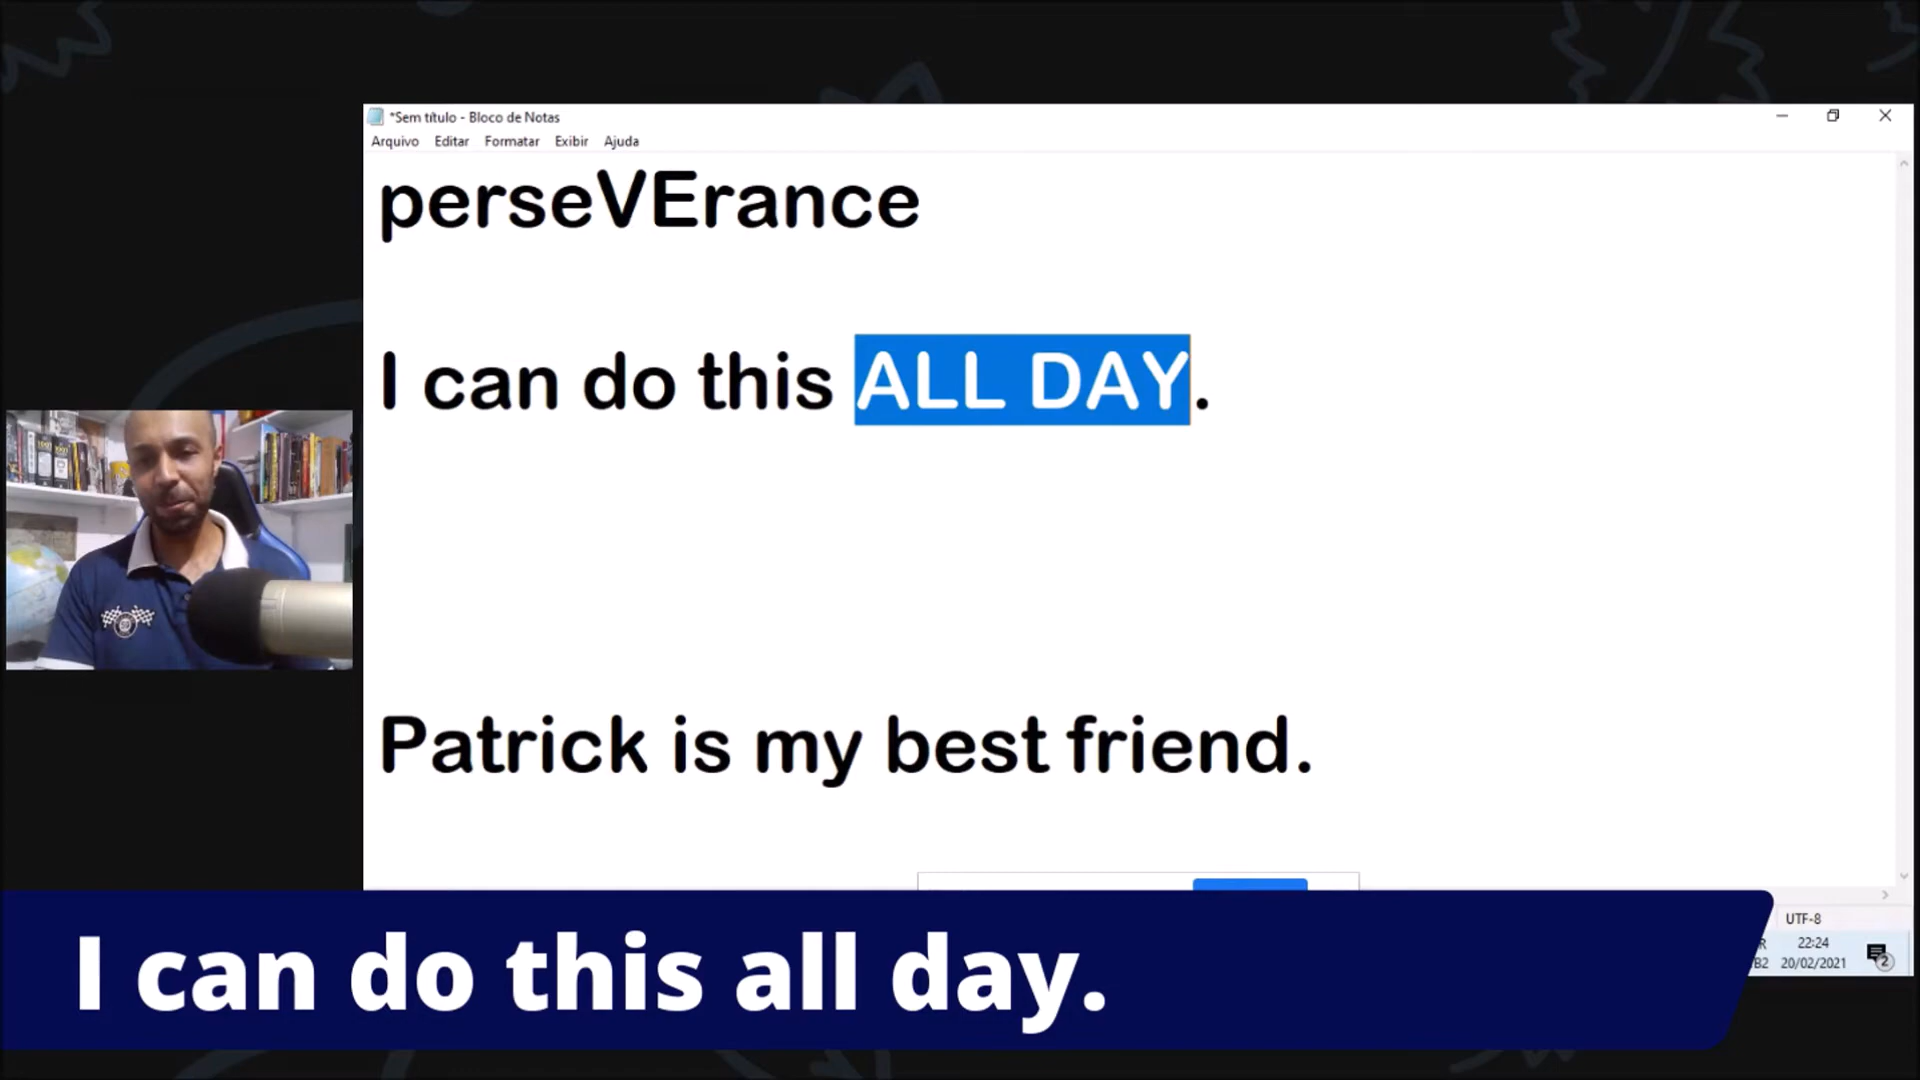 *Sem título - Bloco de Notas
Arquivo Editar Formatar Exibir Ajuda
perseVErance
I can do this ALL DAY.
Patrick is my best friend.
UTF-8
22:24
20/02/2021
2
I can do this all day.